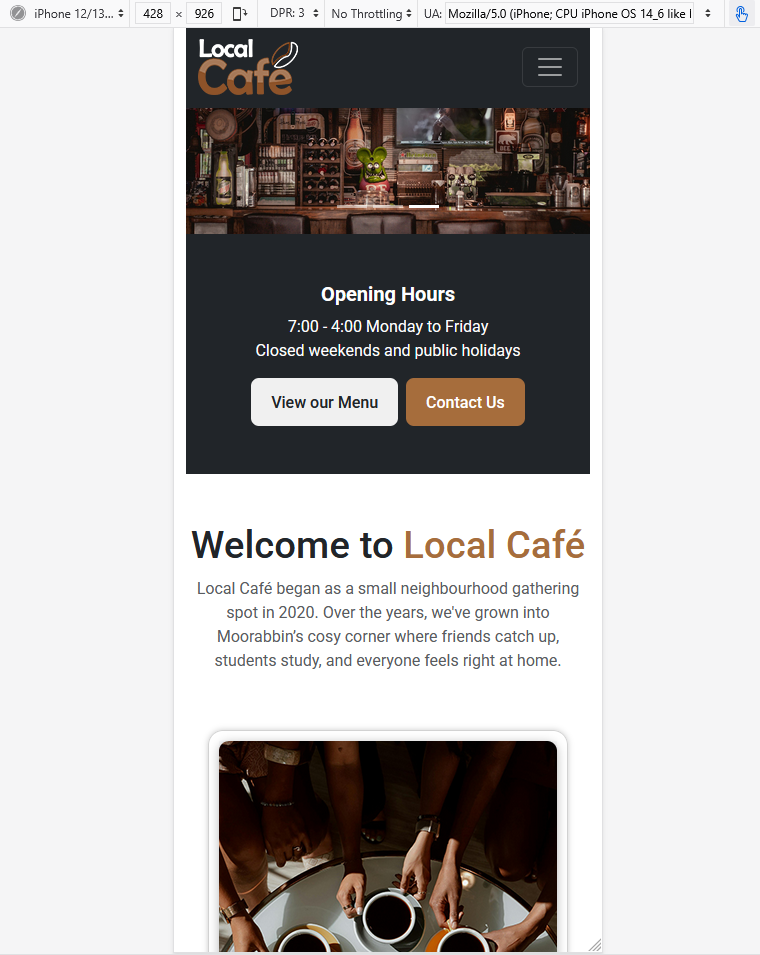 iPhone 12/13...
428 × 926
DPR: 3
No Throttling
UA: Mozilla/5.0 (iPhone; CPU iPhone OS 14_6 like
Local
Café
Opening Hours
7:00 - 4:00 Monday to Friday
Closed weekends and public holidays
View our Menu
Contact Us
Welcome to Local Café
Local Café began as a small neighbourhood gathering
spot in 2020. Over the years, we've grown into
Moorabbin’s cosy corner where friends catch up,
students study, and everyone feels right at home.